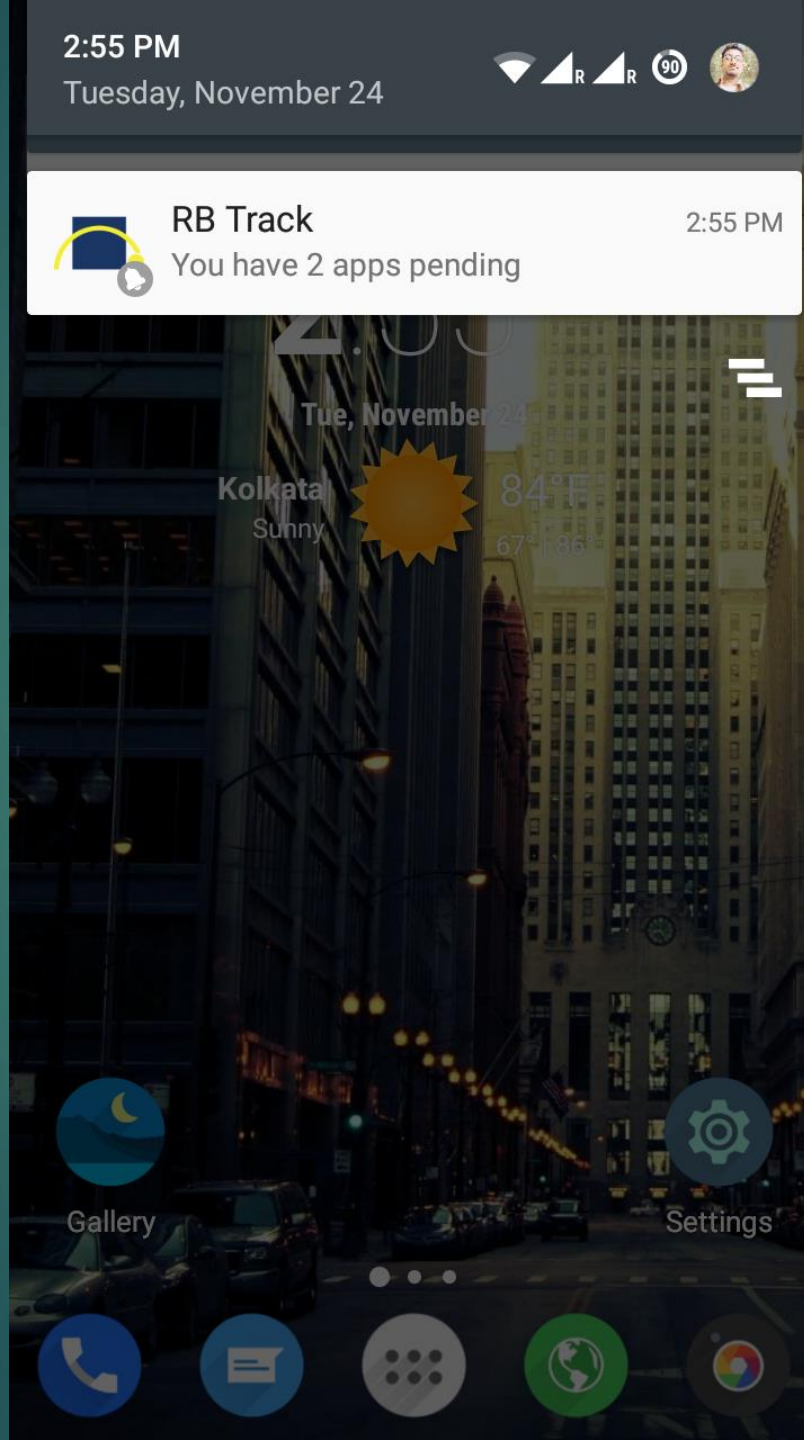 2:55 PM
Tuesday, November 24
R
R
90
RB Track
2:55 PM
You have 2 apps pending
Tue, November 24
Kolkata
84°F
Sunny
67° | 86°
Gallery
Settings